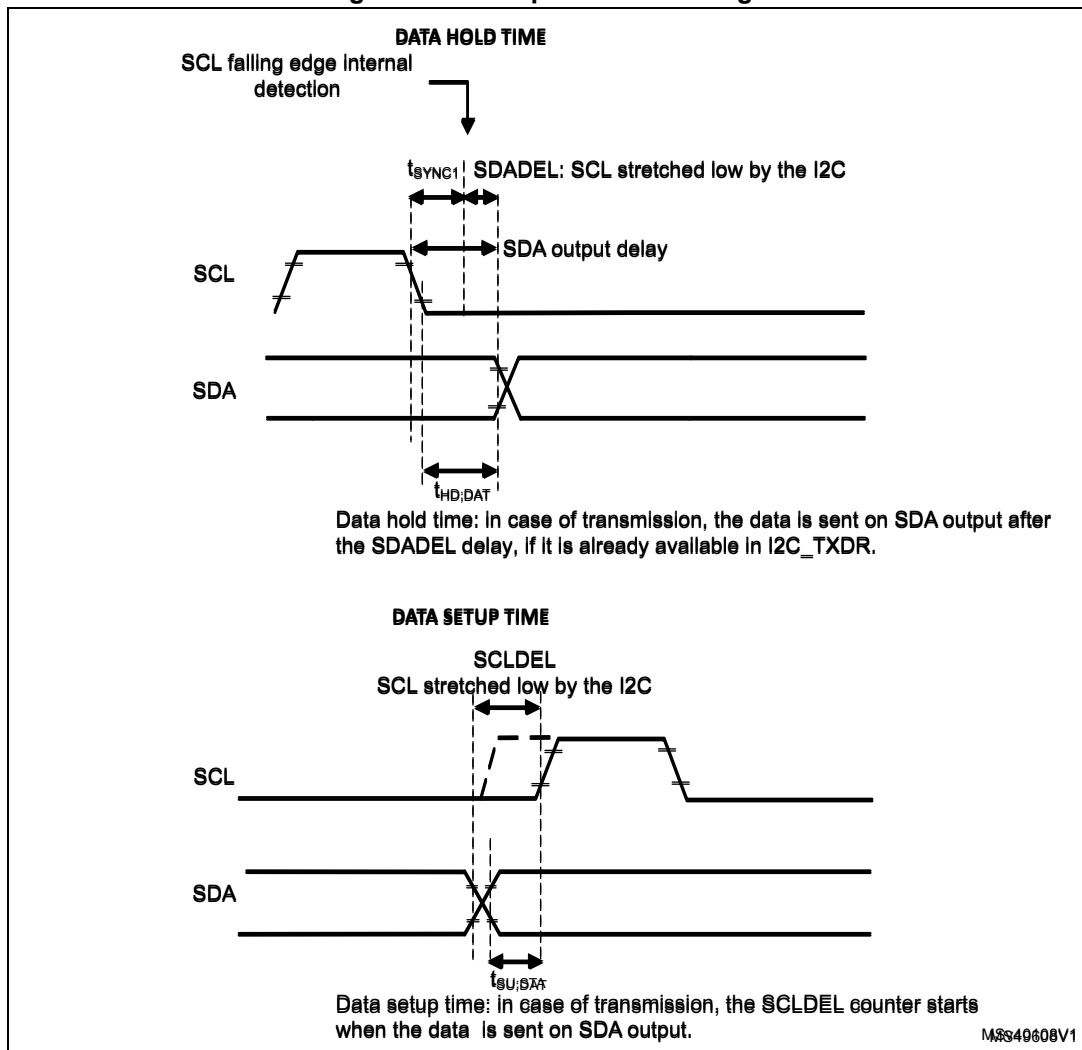 DATA HOLD TIME
SCL falling edge internal
detection
tSYNC1
SDADEL: SCL stretched low by the I2C
SDA output delay
SCL
SDA
tHD;DAT
Data hold time: in case of transmission, the data is sent on SDA output after
the SDADEL delay, if it is already available in I2C_TXDR.
DATA SETUP TIME
SCLDEL
SCL stretched low by the I2C
SCL
SDA
tSU;DAT
Data setup time: in case of transmission, the SCLDEL counter starts
when the data is sent on SDA output.